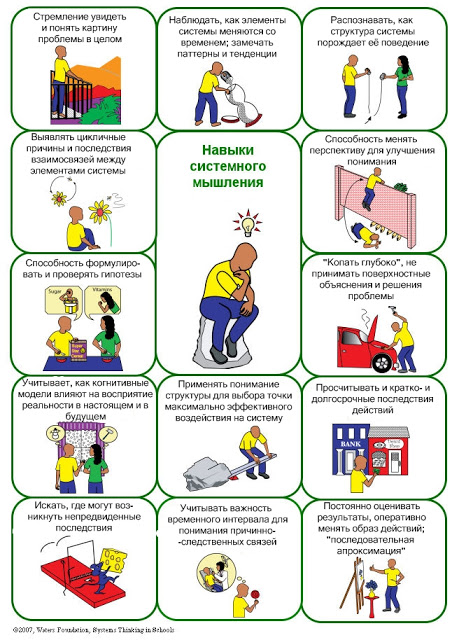 Стремление увидеть
и понять картину
проблемы в целом
Наблюдать, как элементы
системы меняются со
временем; замечать
паттерны и тенденции
Распознавать, как
структура системы
порождает её поведение
Выявлять цикличные
причины и последствия
взаимосвязей между
элементами системы
Навыки
системного
мышления
Способность менять
перспективу для улучшения
понимания
Способность формулиро-
вать и проверять гипотезы
Sugar
Vitamins
"Копать глубоко", не
принимать поверхностные
объяснения и решения
проблемы
Учитывает, как когнитивные
модели влияют на восприятие
реальности в настоящем и в
будущем
Применять понимание
структуры для выбора точки
максимально эффективного
воздействия на систему
Просчитывать и кратко- и
долгосрочные последствия
действий
BANK
Искать, где могут воз-
никнуть непредвиденные
последствия
Учитывать важность
временного интервала для
понимания причинно-
-следственных связей
Постоянно оценивать
результаты, оперативно
менять образ действий;
"последовательная
апроксимация"
©2007, Waters Foundation, Systems Thinking in Schools